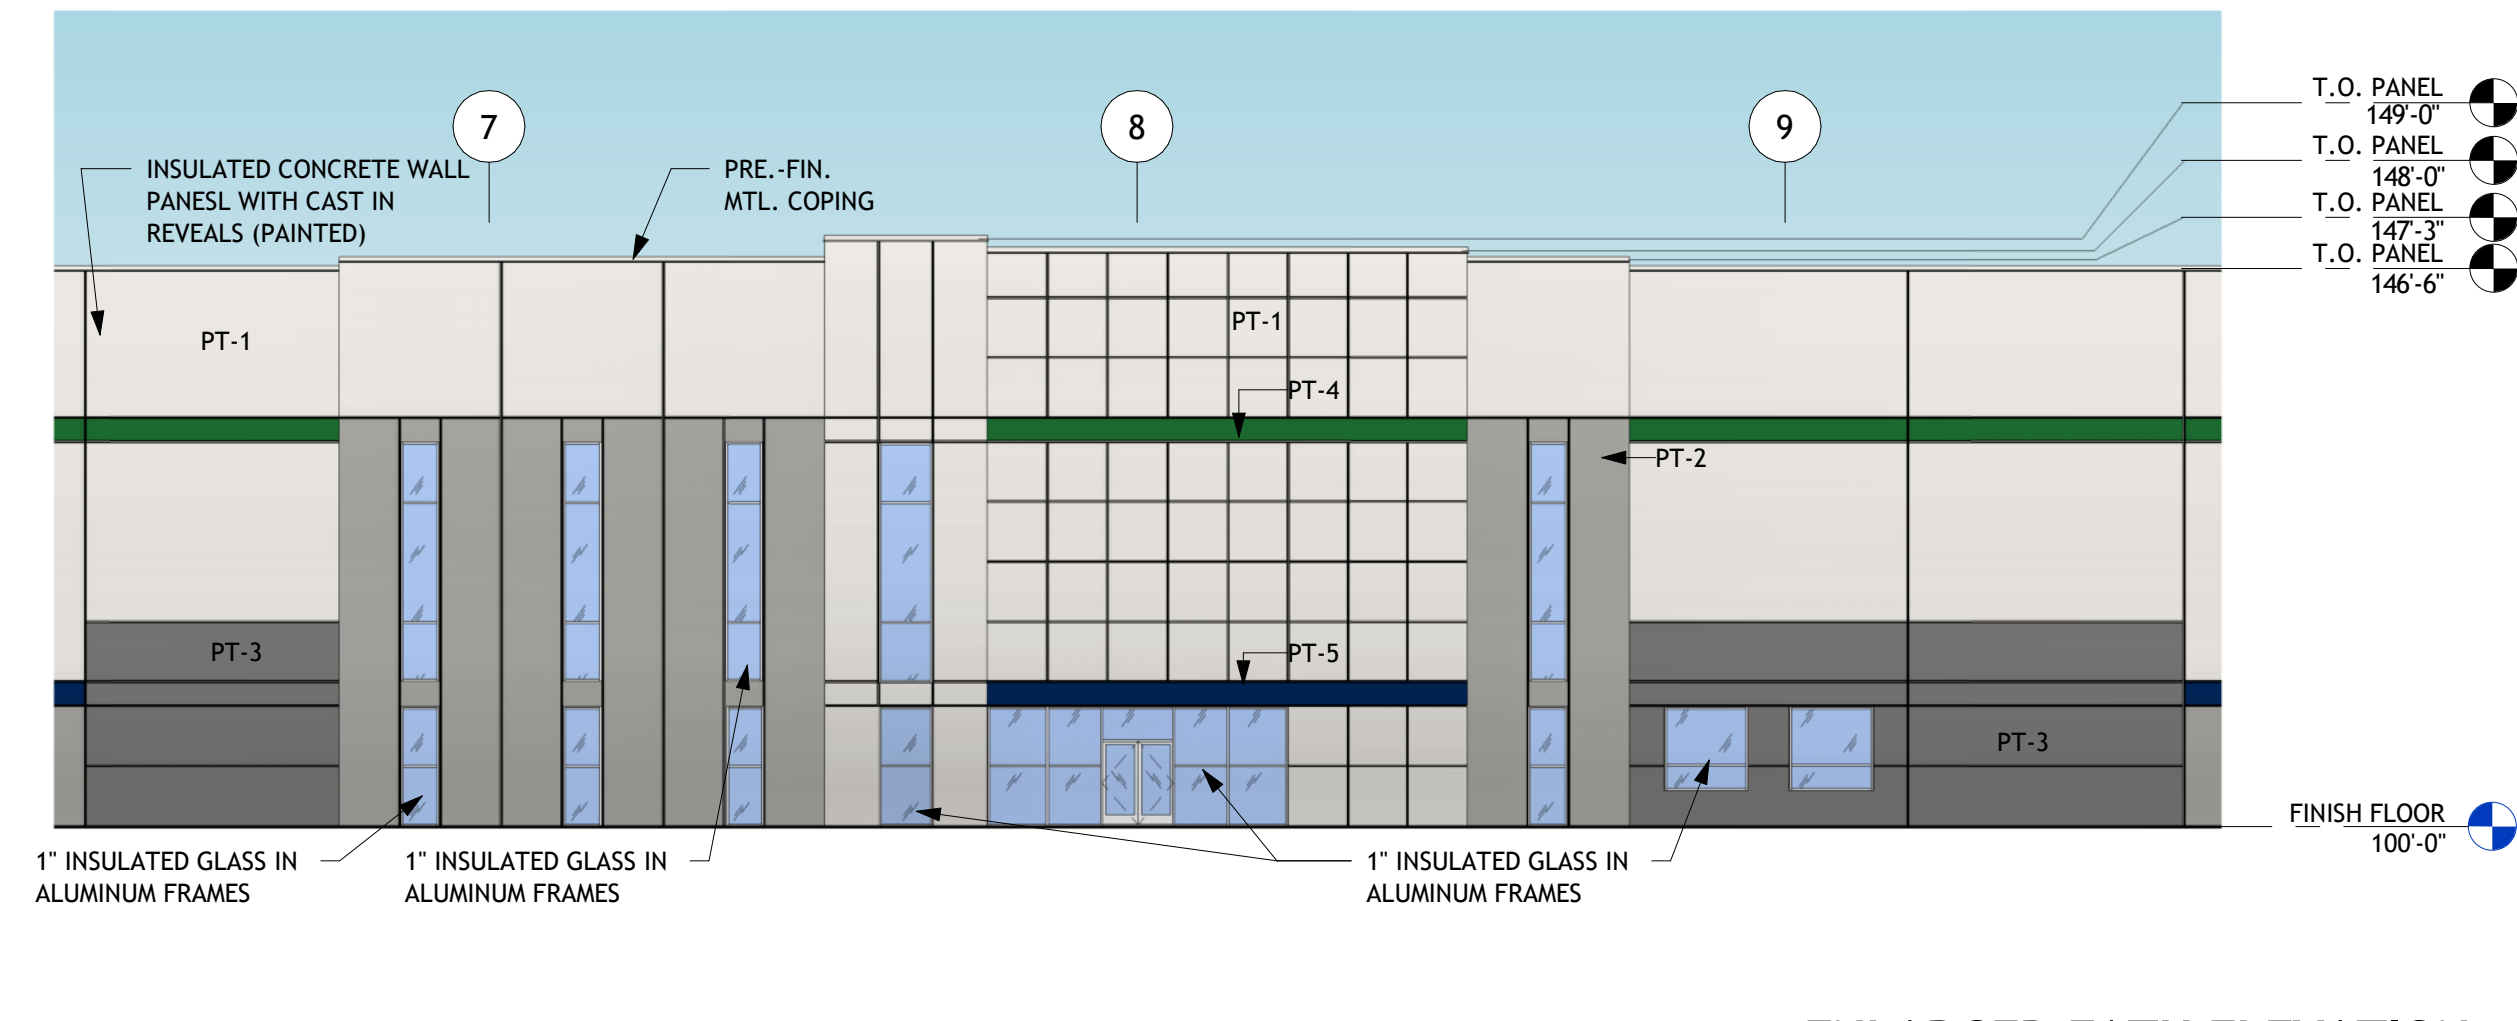 T.O. PANEL
149'-0"
7
8
9
T.O. PANEL
148'-0"
INSULATED CONCRETE WALL
PANESL WITH CAST IN
REVEALS (PAINTED)
PRE.-FIN.
MTL. COPING
T.O. PANEL
147'-3"
T.O. PANEL
146'-6"
PT-1
PT-1
PT-4
PT-2
PT-3
PT-5
PT-3
FINISH FLOOR
100'-0"
1" INSULATED GLASS IN
ALUMINUM FRAMES
1" INSULATED GLASS IN
ALUMINUM FRAMES
1" INSULATED GLASS IN
ALUMINUM FRAMES